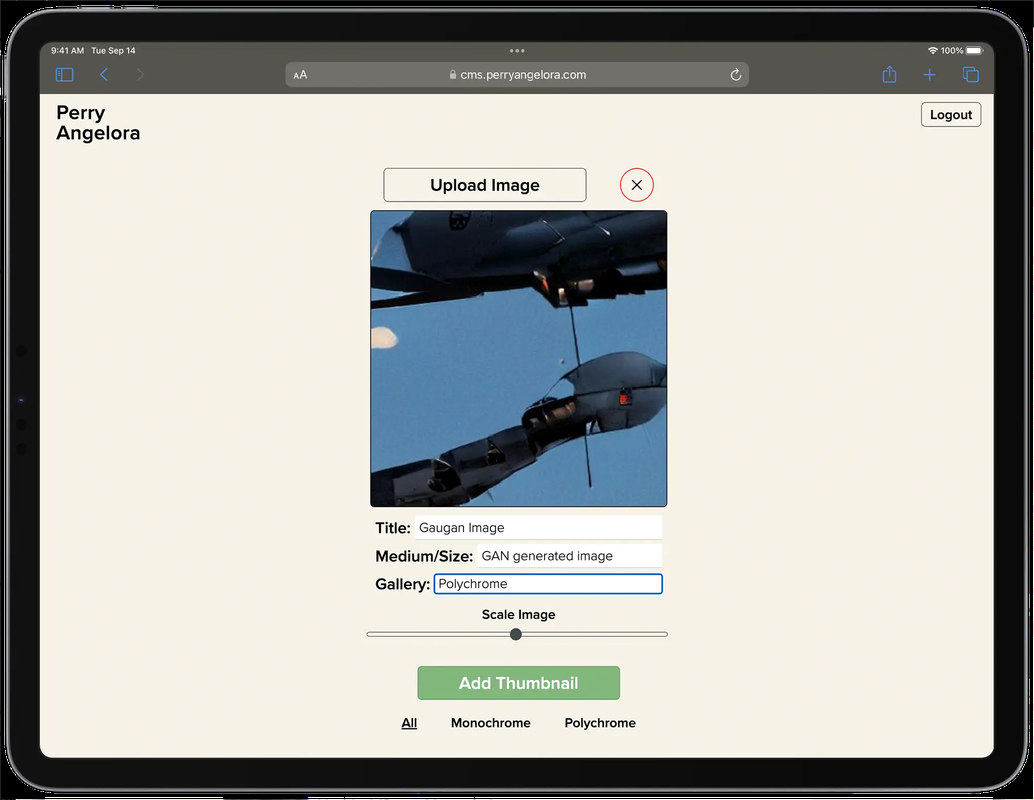 9:41 AM Tue Sep 14
100%
AA
cms.perryangelora.com
Perry
Angelora
Logout
Upload Image
Title: Gaugan Image
Medium/Size: GAN generated image
Gallery: Polychrome
Scale Image
Add Thumbnail
All Monochrome Polychrome